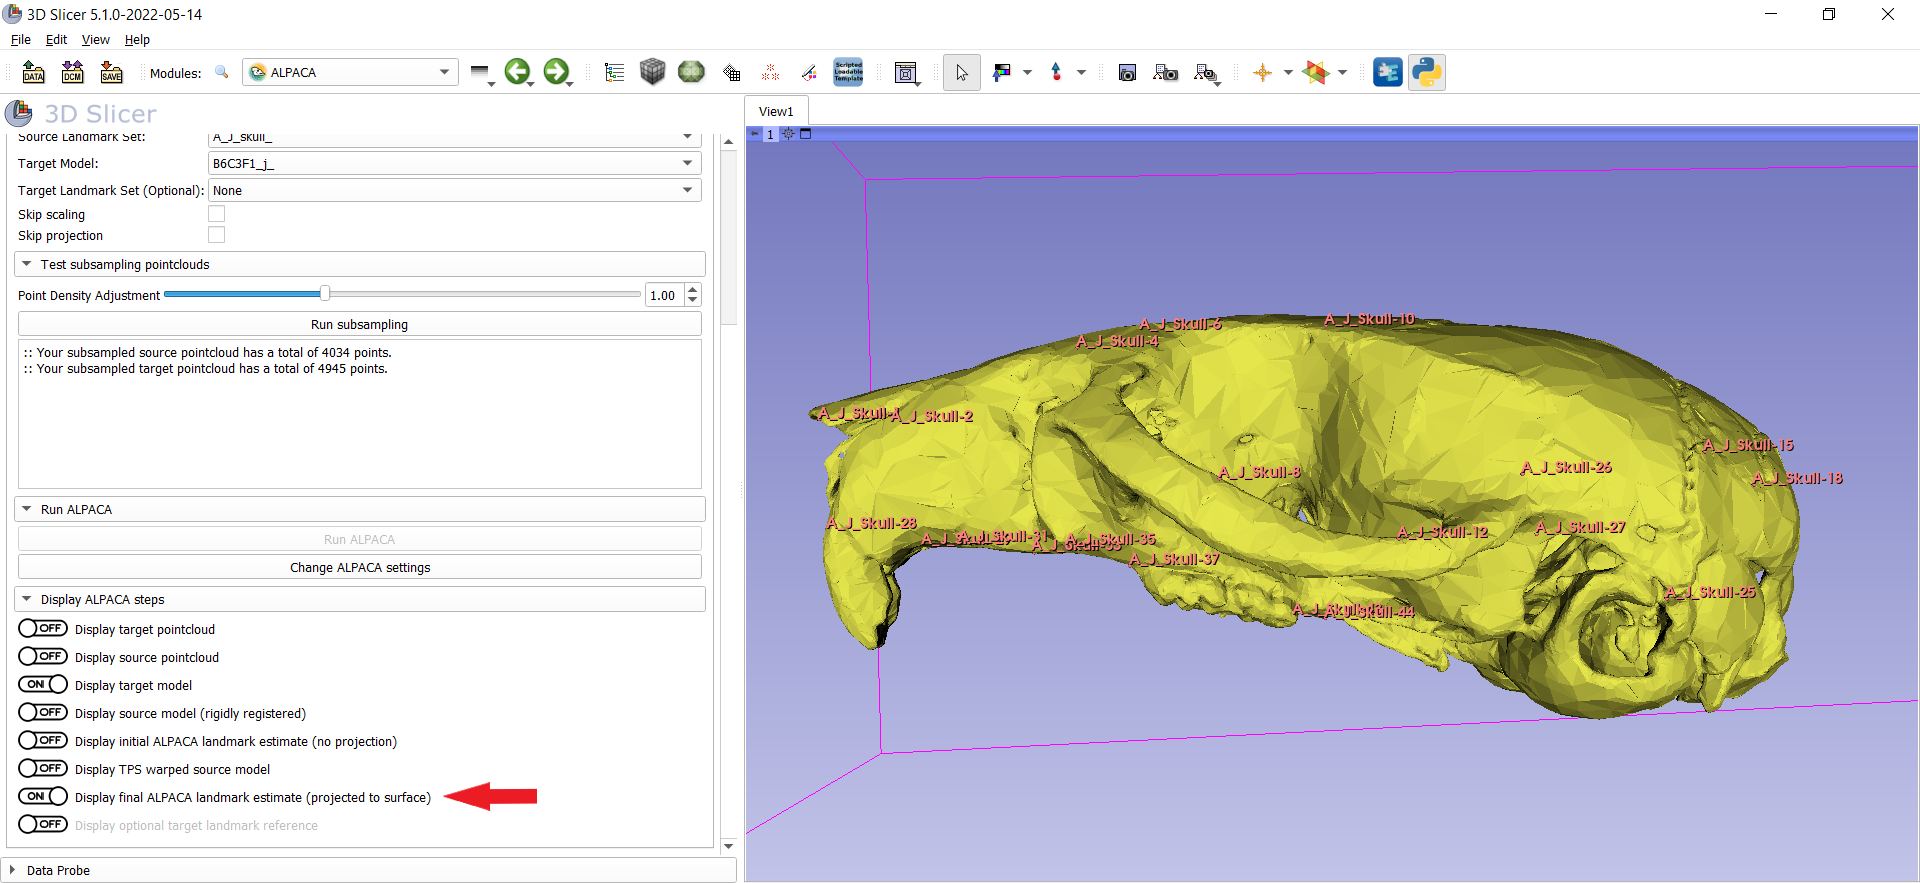 3D Slicer 5.1.0-2022-05-14
File Edit View Help
DATA DCM SAVE Modules: ALPACA Scripted Loadable Template
3D Slicer
Source Landmark Set: A_J_skull_
Target Model: B6C3F1_j_
Target Landmark Set (Optional): None
Skip scaling
Skip projection
Test subsampling pointclouds
Point Density Adjustment 1.00
Run subsampling
:: Your subsampled source pointcloud has a total of 4034 points.
:: Your subsampled target pointcloud has a total of 4945 points.
Run ALPACA
Run ALPACA
Change ALPACA settings
Display ALPACA steps
OFF Display target pointcloud
OFF Display source pointcloud
ON Display target model
OFF Display source model (rigidly registered)
OFF Display initial ALPACA landmark estimate (no projection)
OFF Display TPS warped source model
ON Display final ALPACA landmark estimate (projected to surface)
OFF Display optional target landmark reference
Data Probe
View1
1
A_J_Skull-6
A_J_Skull-10
A_J_Skull-4
A_J_Skull-2
A_J_Skull-15
A_J_Skull-26
A_J_Skull-8
A_J_Skull-18
A_J_Skull-28
A_J_Skull-27
A_J_Skull-12
A_J_Skull-31
A_J_Skull-35
A_J_Skull-37
A_J_Skull-25
A_J_Skull-44